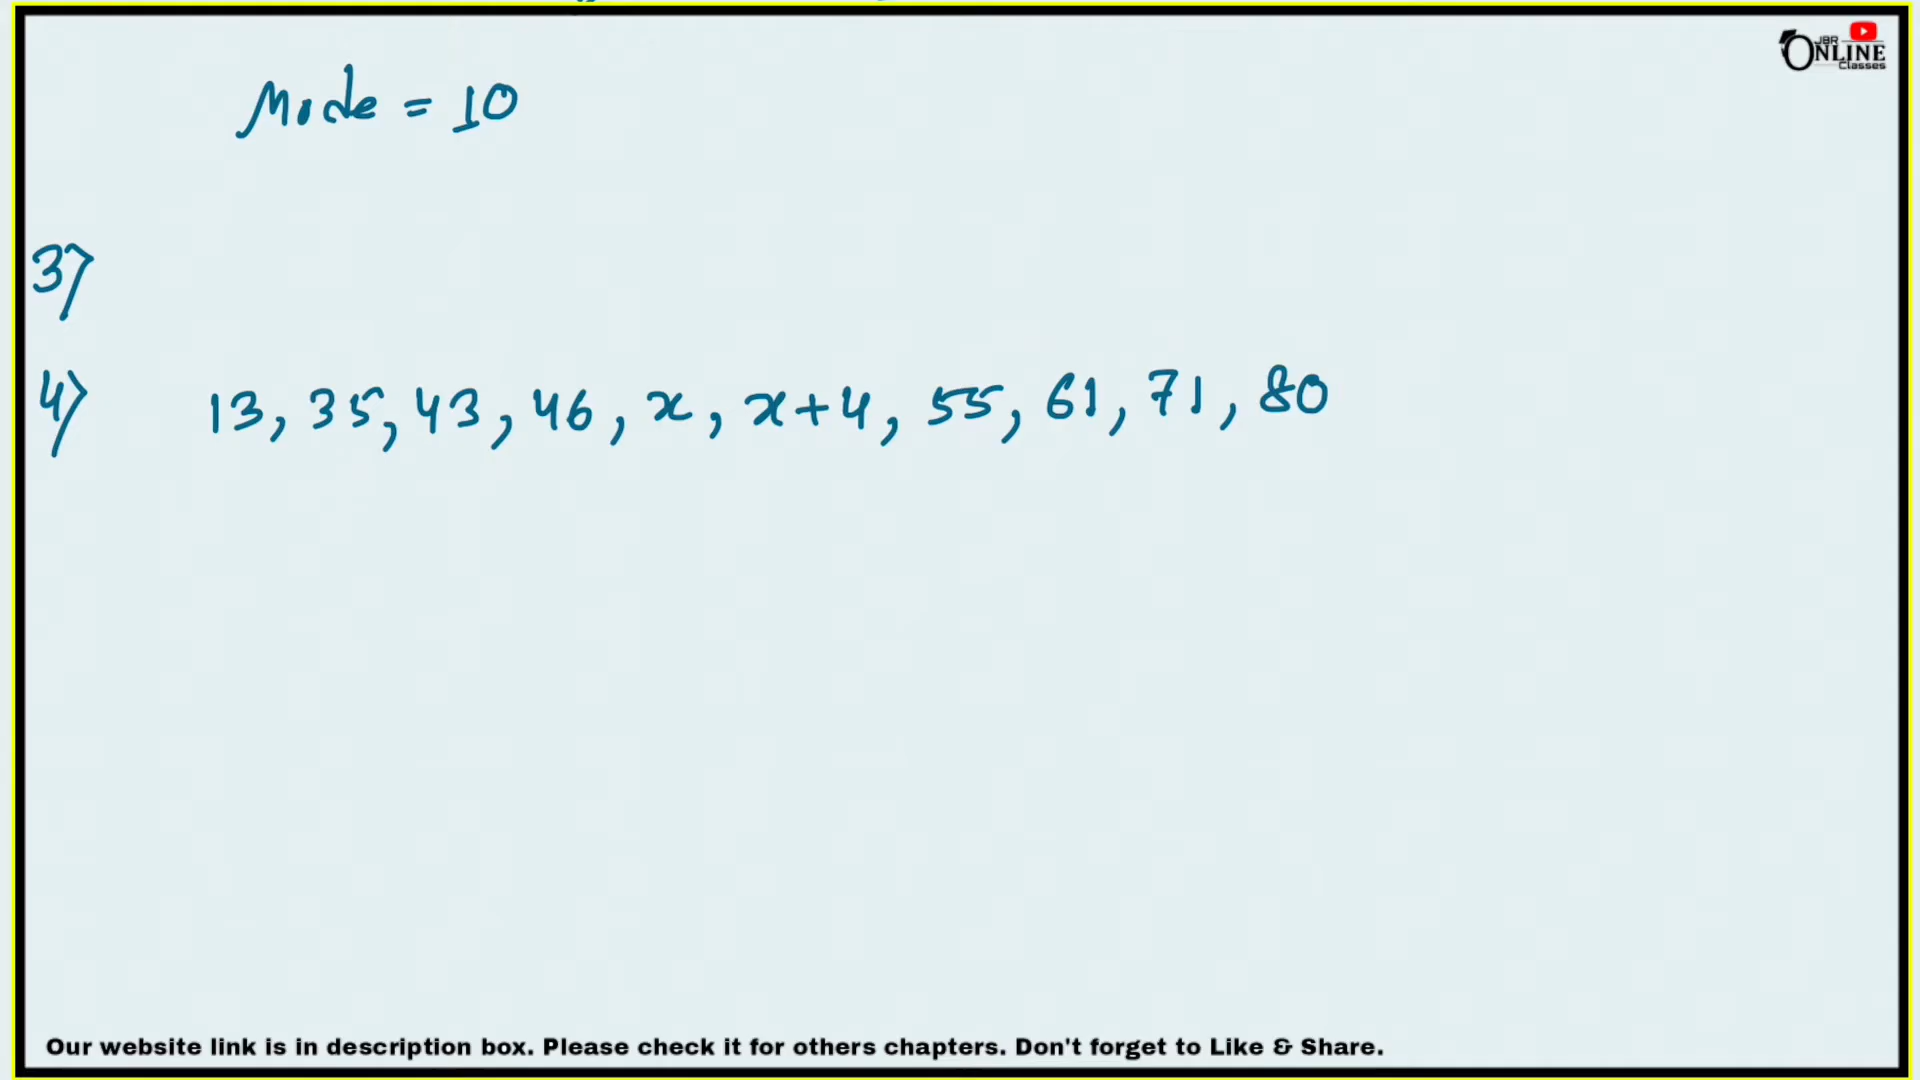 JBR
ONLINE
Classes
Mode = 10
3)
4) 13, 35, 43, 46, x, x+4, 55, 61, 71, 80
Our website link is in description box. Please check it for others chapters. Don't forget to Like & Share.